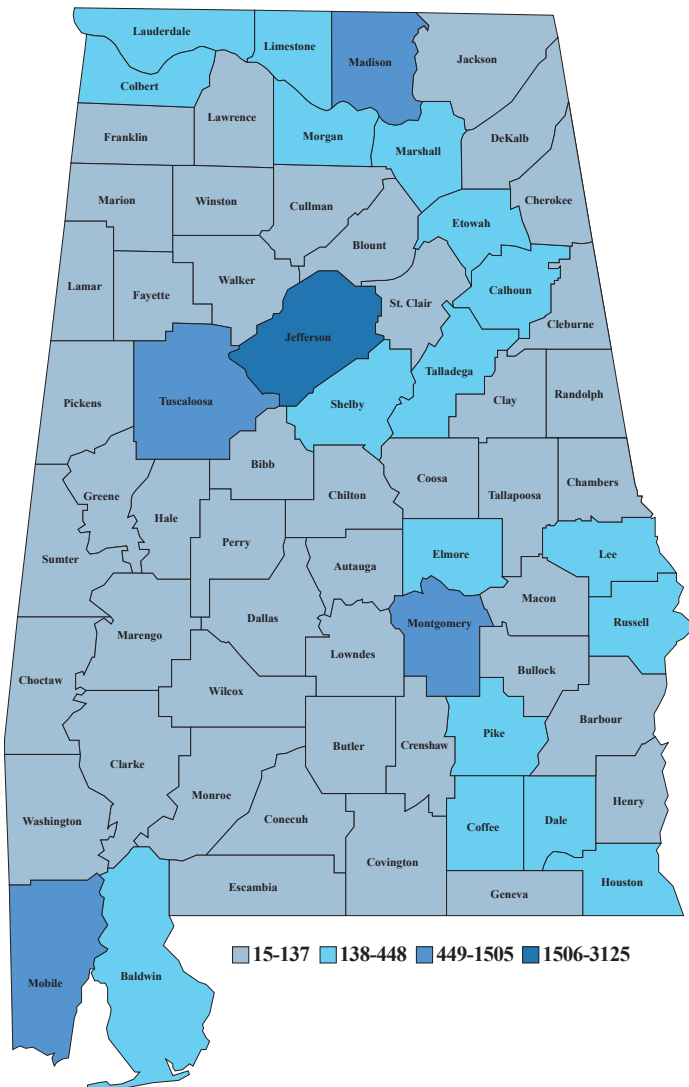 Lauderdale
Limestone
Madison
Jackson
Colbert
Lawrence
Franklin
Morgan
Marshall
DeKalb
Marion
Winston
Cullman
Cherokee
Etowah
Blount
Walker
Lamar
Fayette
St. Clair
Calhoun
Cleburne
Jefferson
Talladega
Pickens
Tuscaloosa
Shelby
Clay
Randolph
Bibb
Coosa
Chambers
Greene
Chilton
Tallapoosa
Hale
Perry
Sumter
Autauga
Elmore
Lee
Macon
Dallas
Montgomery
Russell
Marengo
Lowndes
Bullock
Choctaw
Wilcox
Barbour
Pike
Butler
Crenshaw
Clarke
Henry
Monroe
Washington
Conecuh
Coffee
Dale
Covington
Escambia
Geneva
Houston
15-137 138-448 449-1505 1506-3125
Baldwin
Mobile